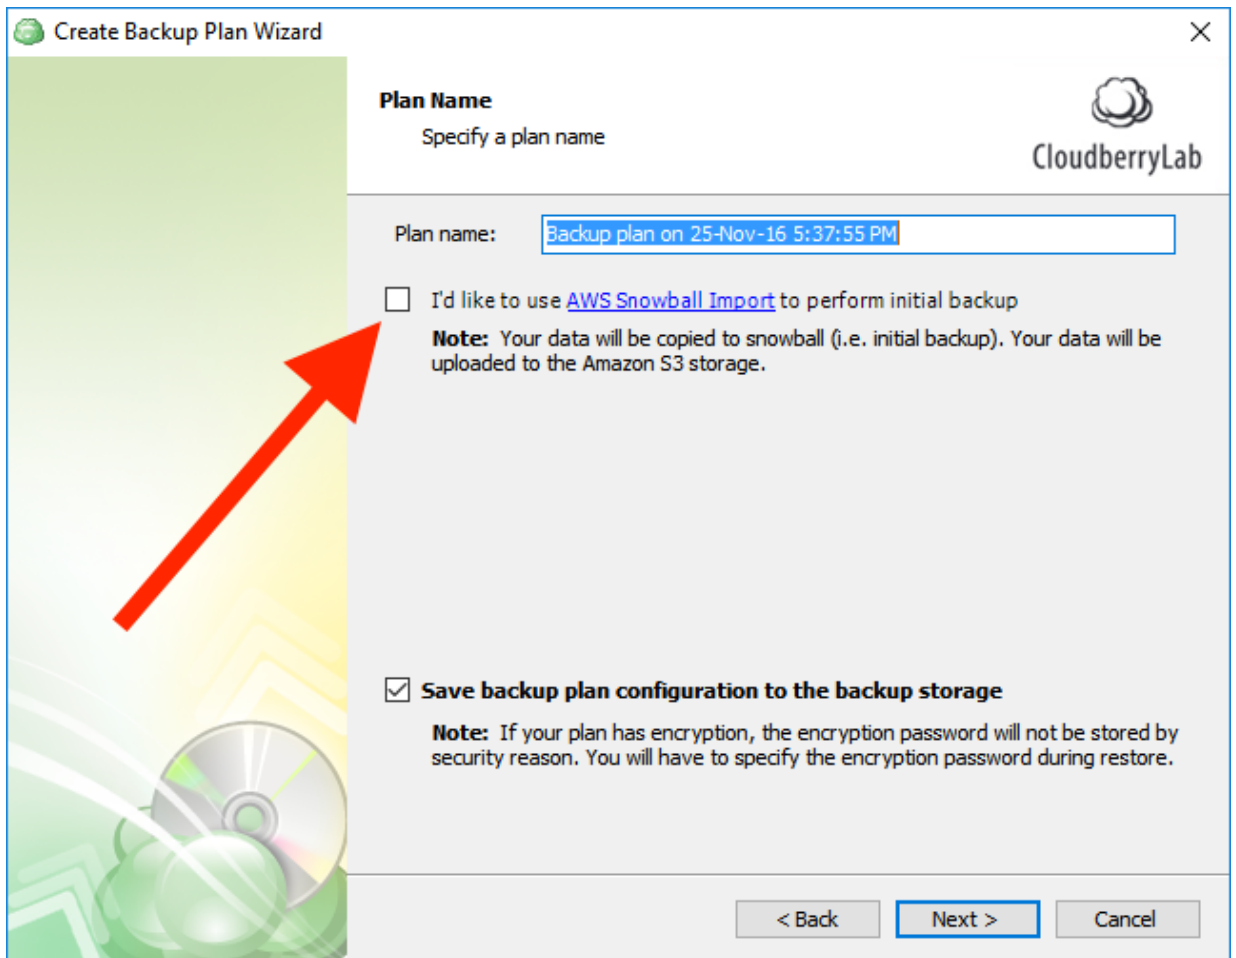 Create Backup Plan Wizard
Plan Name
Specify a plan name
CloudberryLab
Plan name:
Backup plan on 25-Nov-16 5:37:55 PM
I'd like to use AWS Snowball Import to perform initial backup
Note: Your data will be copied to snowball (i.e. initial backup). Your data will be
uploaded to the Amazon S3 storage.
Save backup plan configuration to the backup storage
Note: If your plan has encryption, the encryption password will not be stored by
security reason. You will have to specify the encryption password during restore.
< Back
Next >
Cancel